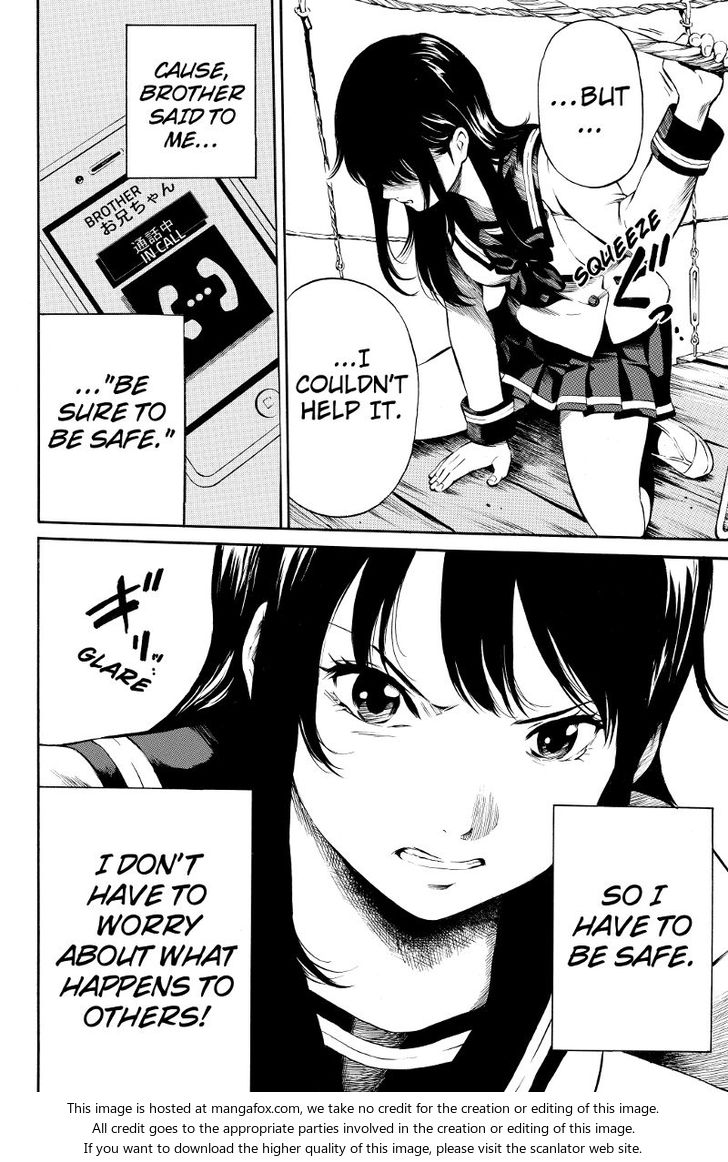 ...BUT
...
SQUEEZE
グッ...
...I
COULDN'T
HELP IT.
CAUSE,
BROTHER
SAID TO
ME...
BROTHER
お兄ちゃん
通話中
IN CALL
..."BE
SURE TO
BE SAFE."
SO I
HAVE TO
BE SAFE.
ギッ...
GLARE
I DON'T
HAVE TO
WORRY
ABOUT WHAT
HAPPENS TO
OTHERS!
This image is hosted at mangafox.com, we take no credit for the creation or editing of this image.
All credit goes to the appropriate parties involved in the creation or editing of this image.
If you want to download the higher quality of this image, please visit the scanlator web site.